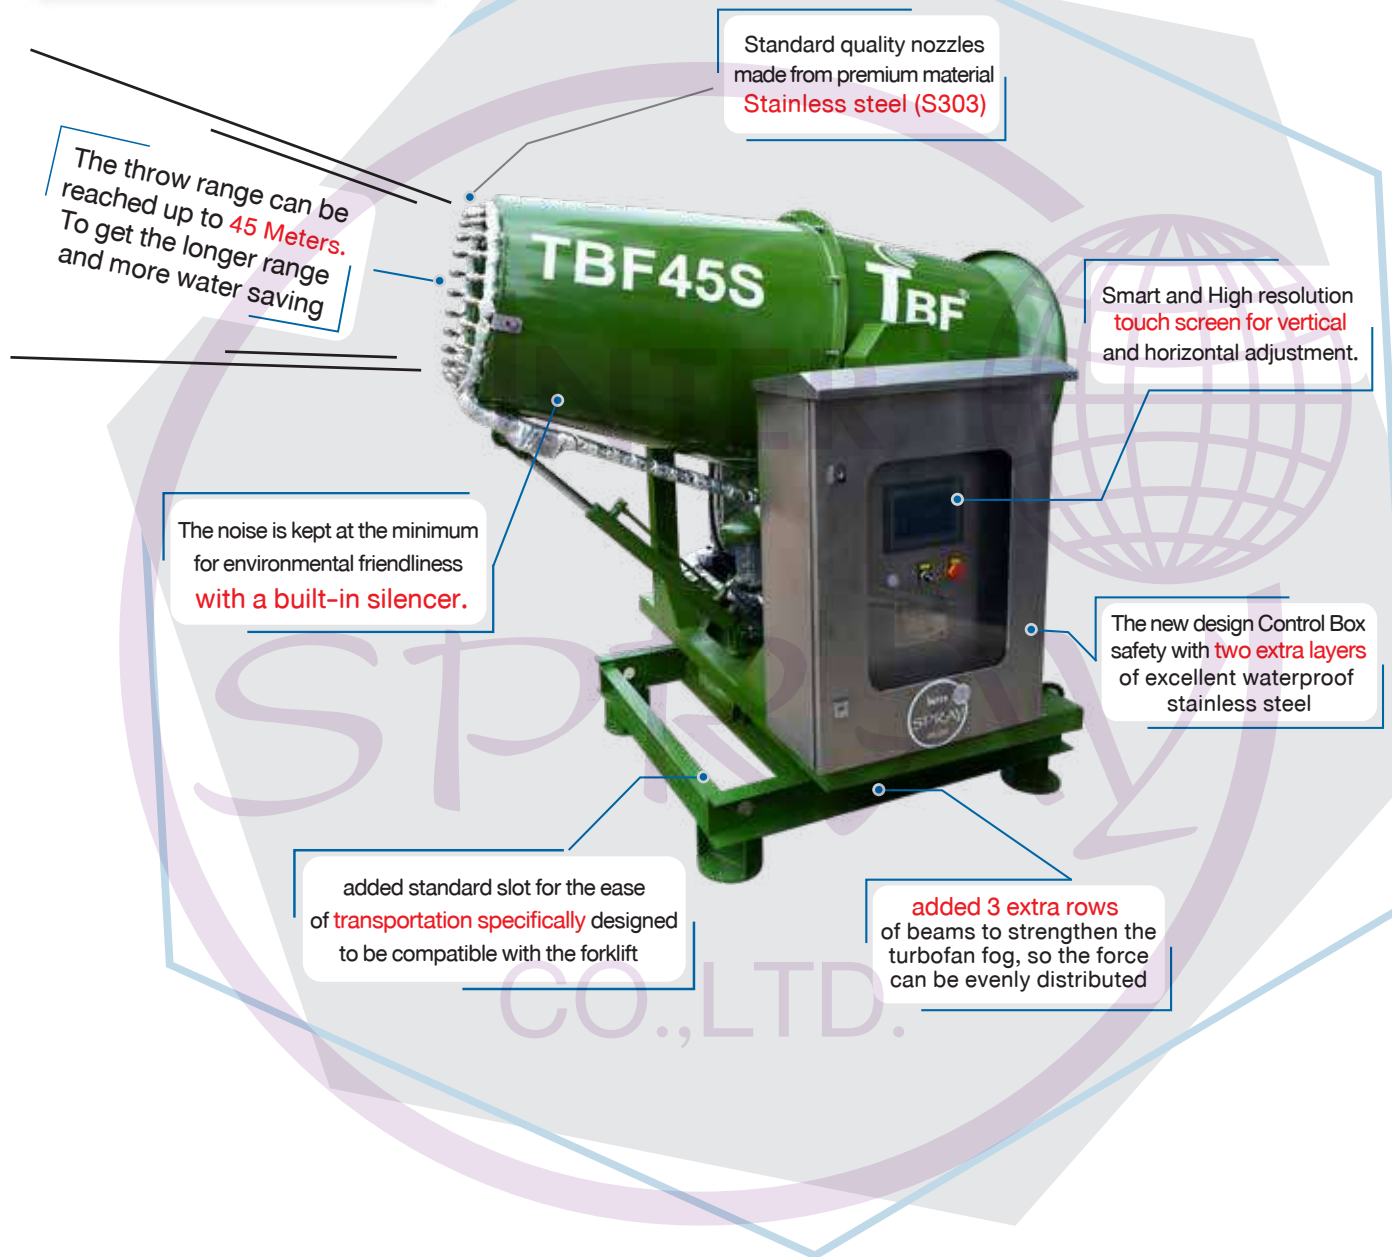 Standard quality nozzles
made from premium material
Stainless steel (S303)
The throw range can be
reached up to 45 Meters.
To get the longer range
and more water saving
TBF45S
TBF
Smart and High resolution
touch screen for vertical
and horizontal adjustment.
INTER
The noise is kept at the minimum
for environmental friendliness
with a built-in silencer.
The new design Control Box
safety with two extra layers
of excellent waterproof
stainless steel
SPRAY
SPRAY
added standard slot for the ease
of transportation specifically designed
to be compatible with the forklift
added 3 extra rows
of beams to strengthen the
turbofan fog, so the force
can be evenly distributed
CO.,LTD.